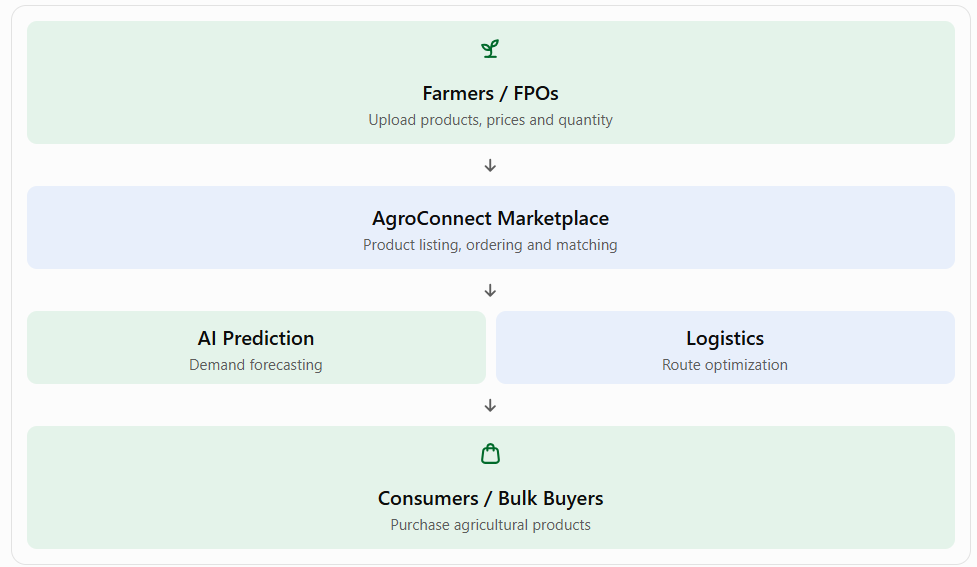 Farmers / FPOs
Upload products, prices and quantity
AgroConnect Marketplace
Product listing, ordering and matching
AI Prediction
Demand forecasting
Logistics
Route optimization
Consumers / Bulk Buyers
Purchase agricultural products